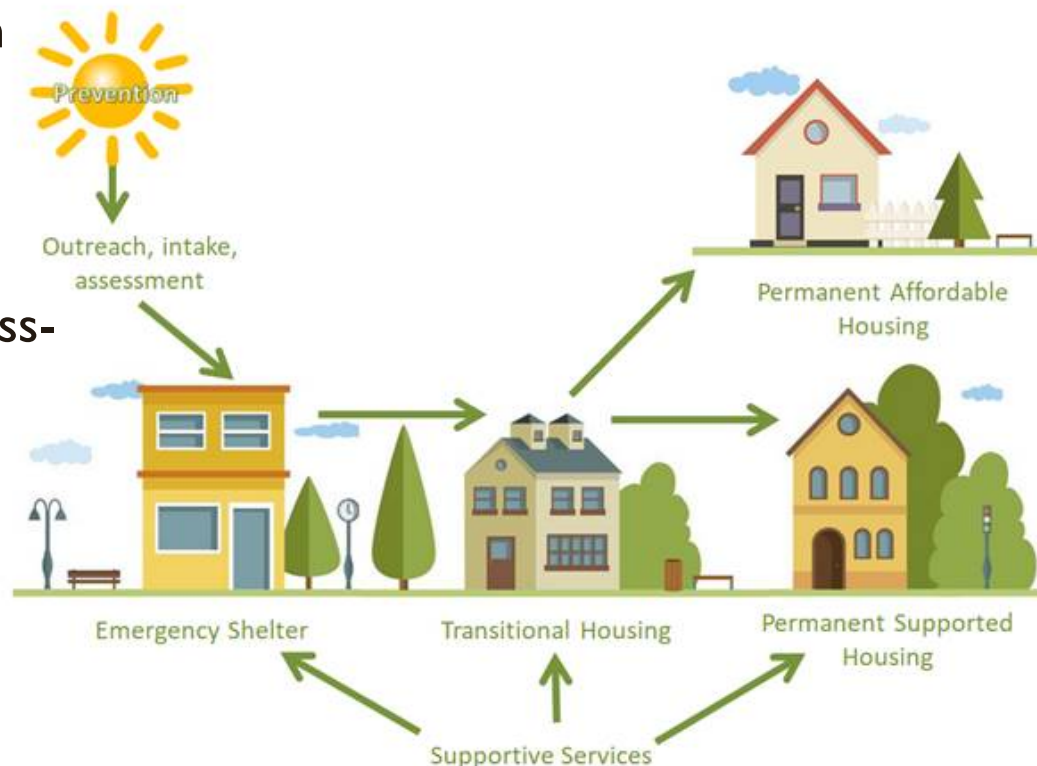 Prevention
Outreach, intake,
assessment
ss-
Permanent Affordable
Housing
Emergency Shelter
Transitional Housing
Permanent Supported
Housing
Supportive Services